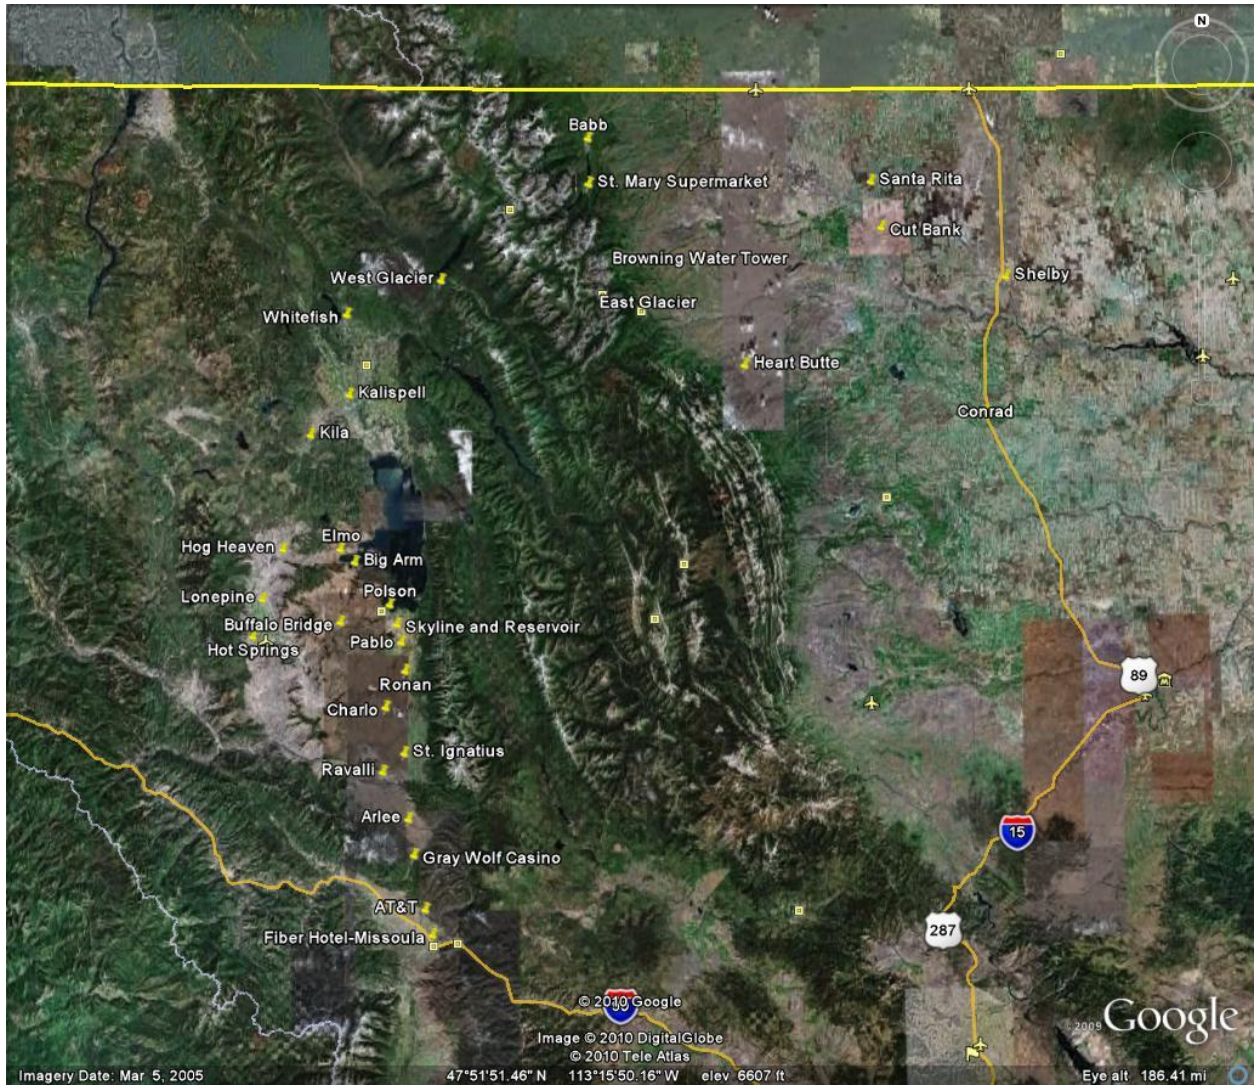 N
Babb
St. Mary Supermarket
Santa Rita
Cut Bank
Browning Water Tower
West Glacier
Shelby
East Glacier
Whitefish
Heart Butte
Kalispell
Conrad
Kila
Elmo
Hog Heaven
Big Arm
Polson
Lonepine
Buffalo Bridge
Skyline and Reservoir
Pablo
Hot Springs
89
Ronan
Charlo
St. Ignatius
Ravalli
Arlee
15
Gray Wolf Casino
AT&T
287
Fiber Hotel-Missoula
© 2010 Google
Image © 2010 DigitalGlobe
© 2010 Tele Atlas
©2009 Google
Imagery Date: Mar 5, 2005
47°51'51.46" N 113°15'50.16" W elev 6607 ft
Eye alt 186.41 mi